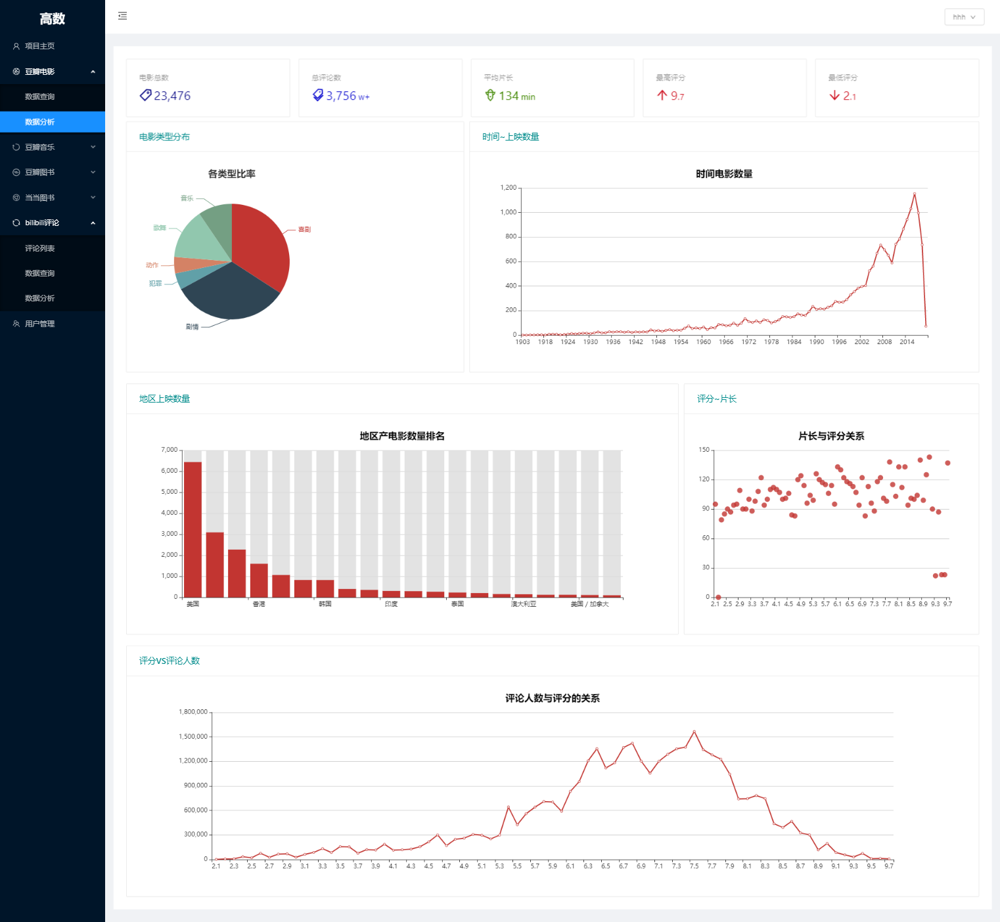 高数
项目主页
豆瓣电影
数据查询
数据分析
豆瓣音乐
豆瓣图书
当当图书
bilibili评论
评论列表
数据查询
数据分析
用户管理
hhh
电影总数
23,476
总评论数
3,756 w+
平均片长
134 min
最高评分
9.7
最低评分
2.1
电影类型分布
各类型比率
音乐
喜剧
歌舞
动作
犯罪
剧情
时间~上映数量
时间电影数量
1,200
1,000
800
600
400
200
0
1903 1918 1924 1930 1936 1942 1948 1954 1960 1966 1972 1978 1984 1990 1996 2002 2008 2014
地区上映数量
地区产电影数量排名
7,000
6,000
5,000
4,000
3,000
2,000
1,000
0
美国 香港 韩国 印度 泰国 澳大利亚 美国 / 加拿大
评分~片长
片长与评分关系
150
120
90
60
30
0
2.1 2.5 2.9 3.3 3.7 4.1 4.5 4.9 5.3 5.7 6.1 6.5 6.9 7.3 7.7 8.1 8.5 8.9 9.3 9.7
评分VS评论人数
评论人数与评分的关系
1,800,000
1,500,000
1,200,000
900,000
600,000
300,000
0
2.1 2.3 2.5 2.7 2.9 3.1 3.3 3.5 3.7 3.9 4.1 4.3 4.5 4.7 4.9 5.1 5.3 5.5 5.7 5.9 6.1 6.3 6.5 6.7 6.9 7.1 7.3 7.5 7.7 7.9 8.1 8.3 8.5 8.7 8.9 9.1 9.3 9.5 9.7